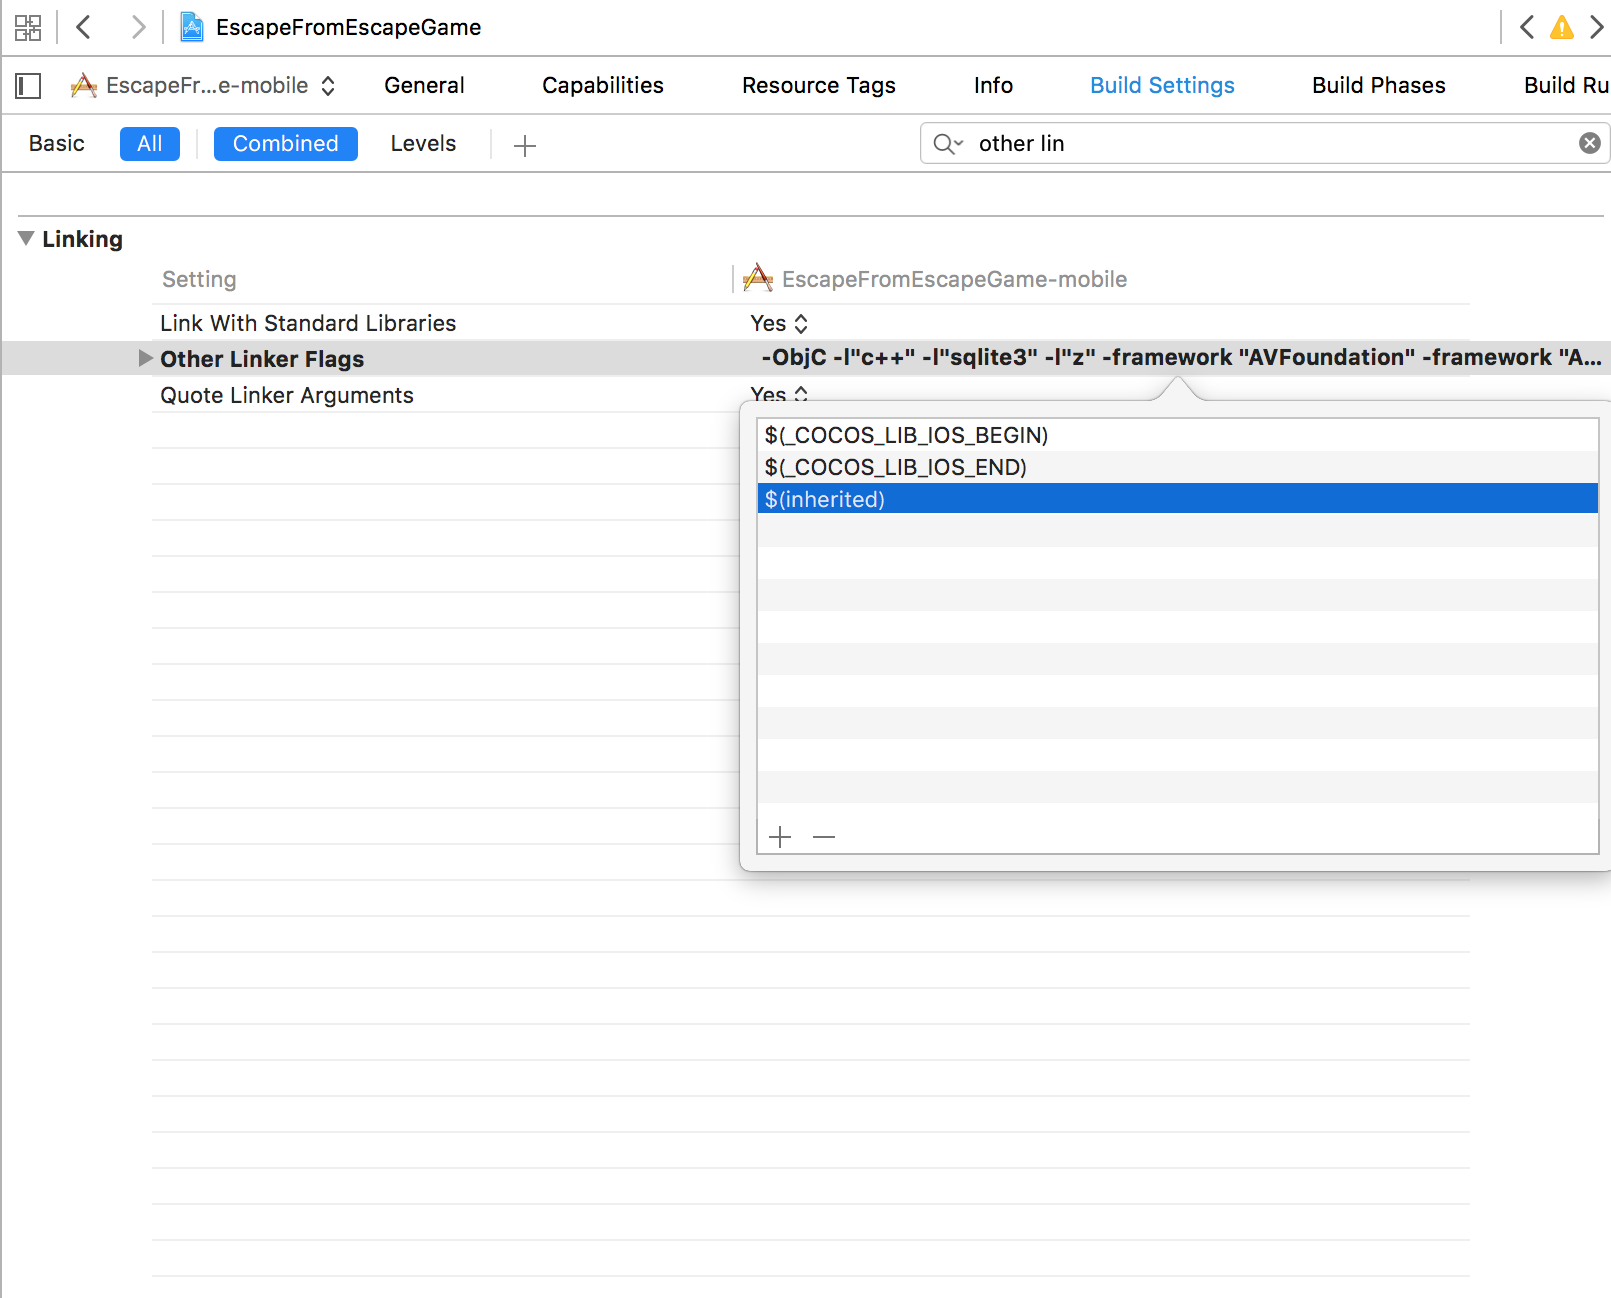 EscapeFromEscapeGame
EscapeFr...e-mobile General Capabilities Resource Tags Info Build Settings Build Phases Build Ru
Basic All Combined Levels other lin
Linking
Setting EscapeFromEscapeGame-mobile
Link With Standard Libraries Yes
Other Linker Flags -ObjC -l"c++" -l"sqlite3" -l"z" -framework "AVFoundation" -framework "A...
Quote Linker Arguments Yes
$(_COCOS_LIB_IOS_BEGIN)
$(_COCOS_LIB_IOS_END)
$(inherited)